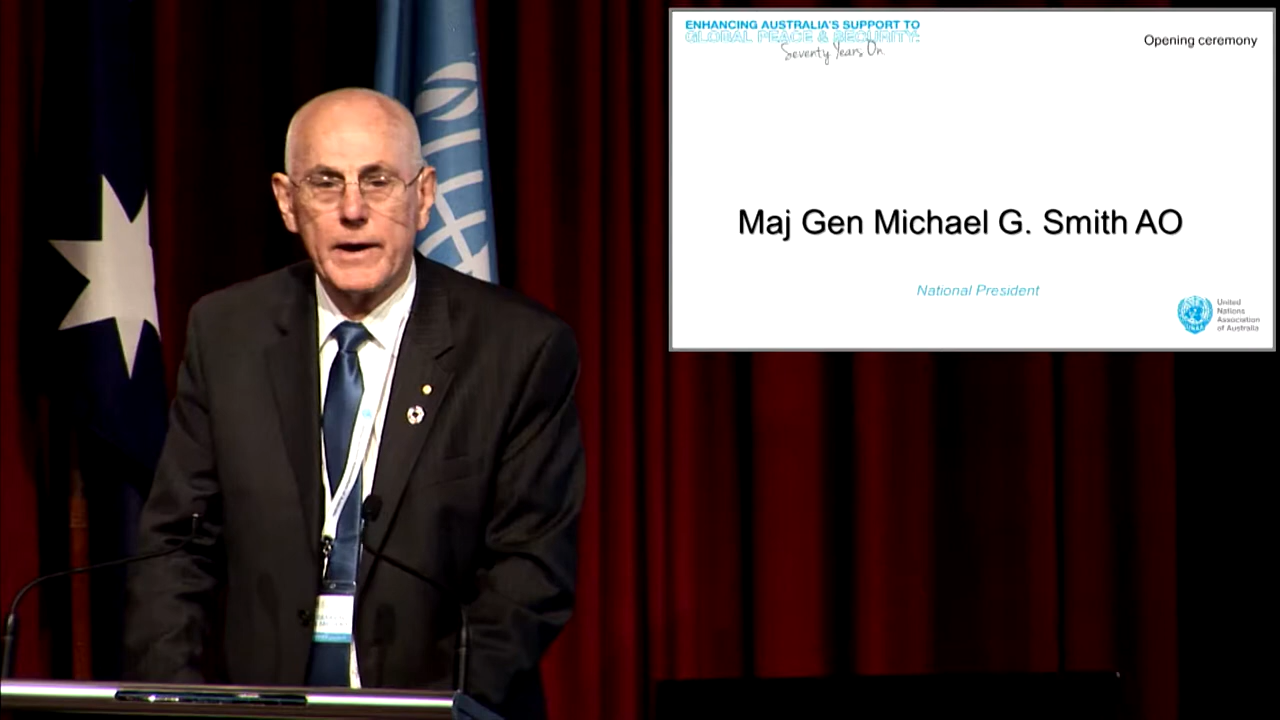 ENHANCING AUSTRALIA'S SUPPORT TO
GLOBAL PEACE & SECURITY:
Seventy Years On
Opening ceremony
Maj Gen Michael G. Smith AO
National President
United
Nations
Association
of Australia